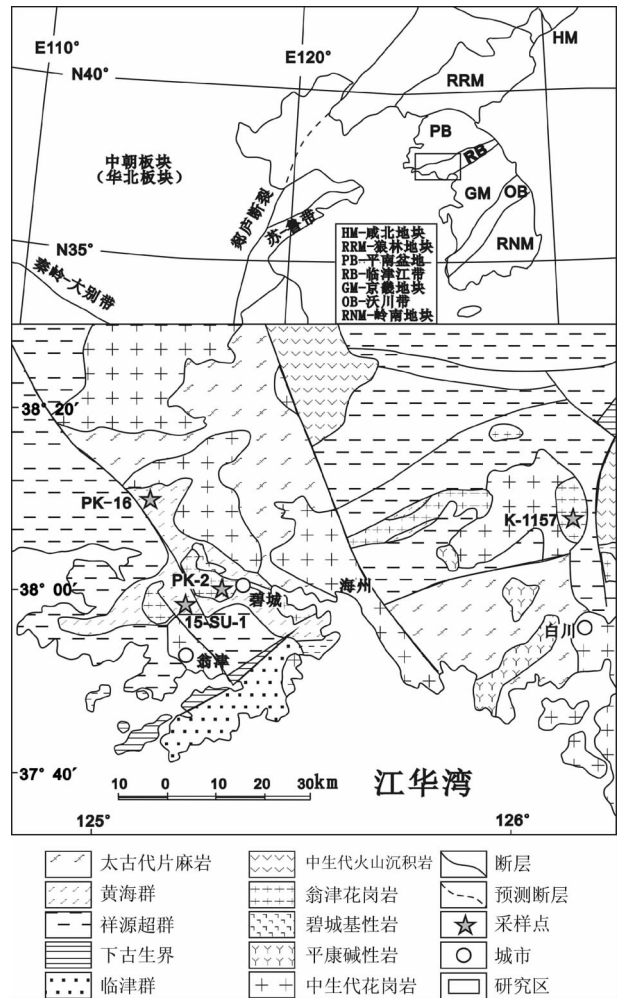 E110°
E120°
HM
N40°
RRM
PB
中朝板块
（华北板块）
RB
郯庐断裂
苏-鲁带
GM
OB
N35°
RNM
HM-咸北地块
RRM-狼林地块
PB-平南盆地
RB-临津江带
GM-京畿地块
OB-沃川带
RNM-岭南地块
秦岭-大别带
38° 20′
PK-16
K-1157
PK-2
38° 00′
碧城
海州
15-SU-1
白川
翁津
37° 40′
10 0 10 20 30km
江华湾
125°
126°
太古代片麻岩
中生代火山沉积岩
断层
黄海群
翁津花岗岩
预测断层
祥源超群
碧城基性岩
采样点
下古生界
平康碱性岩
城市
临津群
中生代花岗岩
研究区